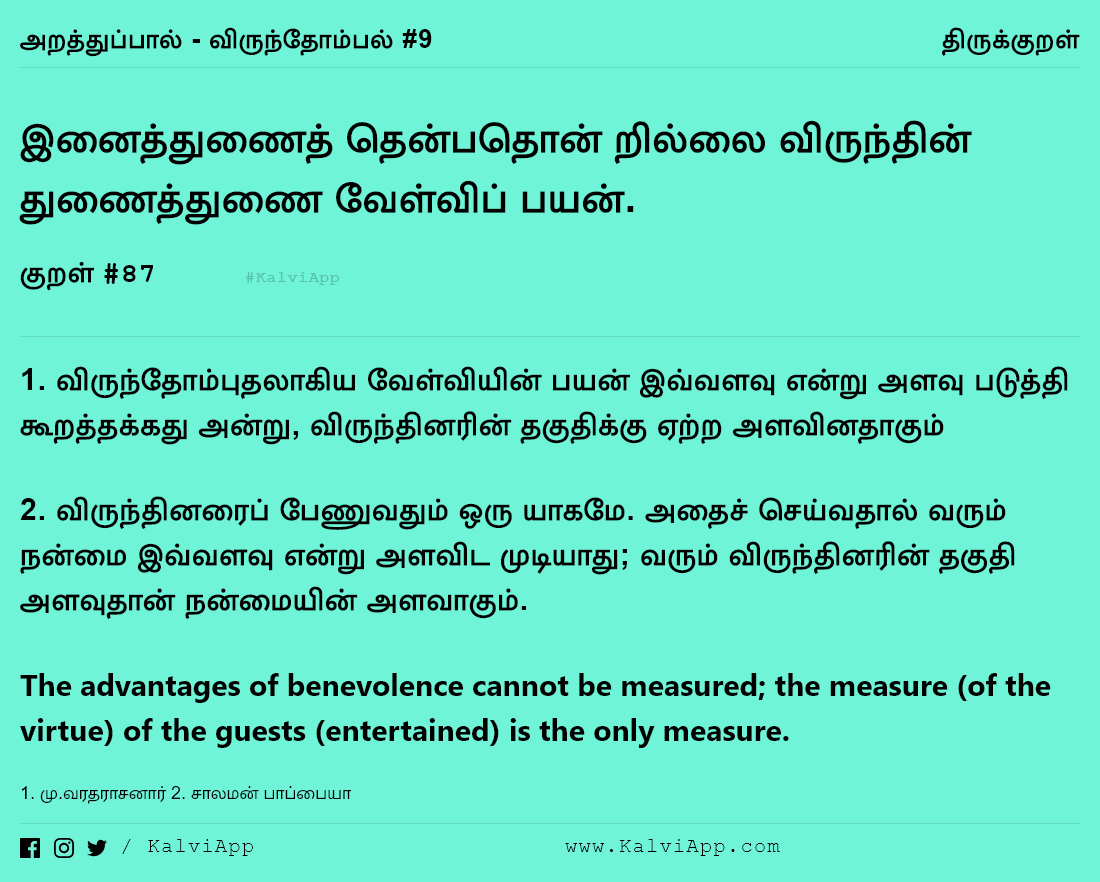 அறத்துப்பால் - விருந்தோம்பல் #9
திருக்குறள்
இனைத்துணைத் தென்பதொன் றில்லை விருந்தின்
துணைத்துணை வேள்விப் பயன்.
குறள் #87
#KalviApp
1. விருந்தோம்புதலாகிய வேள்வியின் பயன் இவ்வளவு என்று அளவு படுத்தி
கூறத்தக்கது அன்று, விருந்தினரின் தகுதிக்கு ஏற்ற அளவினதாகும்
2. விருந்தினரைப் பேணுவதும் ஒரு யாகமே. அதைச் செய்வதால் வரும்
நன்மை இவ்வளவு என்று அளவிட முடியாது; வரும் விருந்தினரின் தகுதி
அளவுதான் நன்மையின் அளவாகும்.
The advantages of benevolence cannot be measured; the measure (of the
virtue) of the guests (entertained) is the only measure.
1. மு.வரதராசனார் 2. சாலமன் பாப்பையா
/ KalviApp
www.KalviApp.com